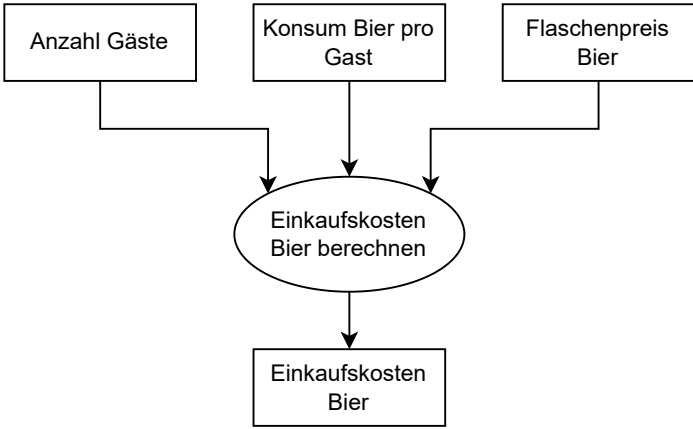 Anzahl Gäste
Konsum Bier pro
Gast
Flaschenpreis
Bier
Einkaufskosten
Bier berechnen
Einkaufskosten
Bier